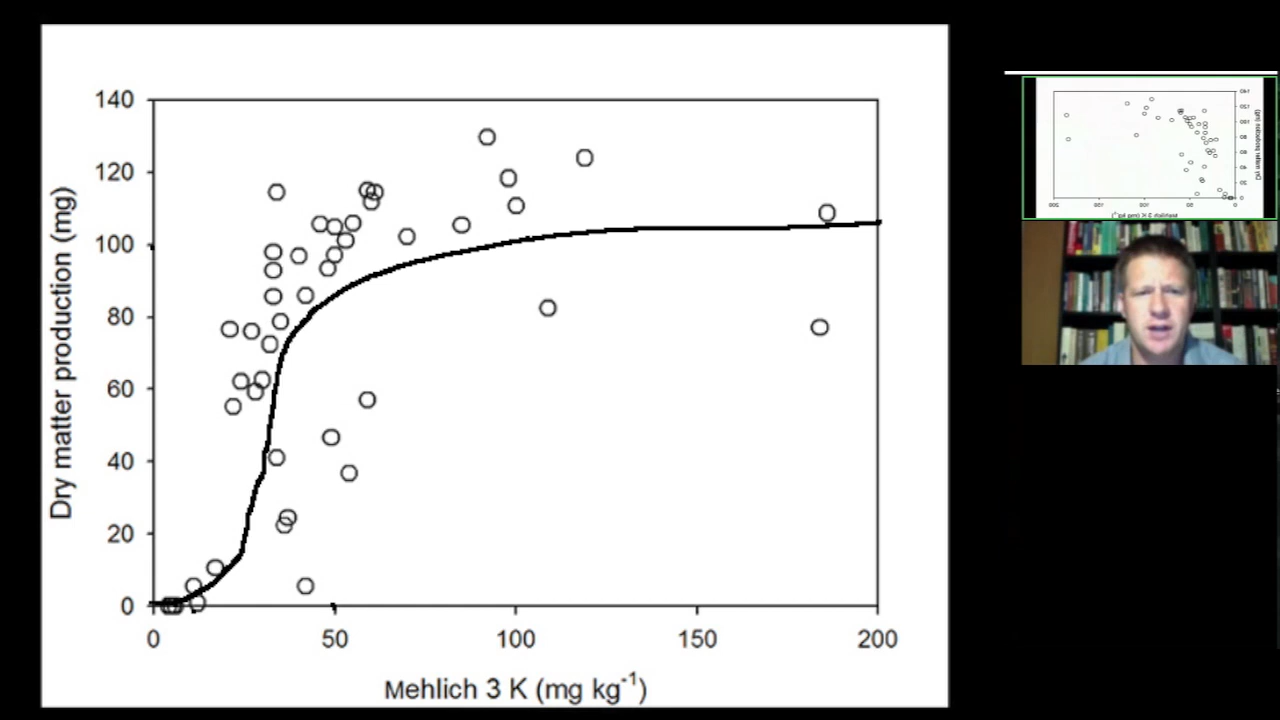 140
120
100
80
60
40
20
0
0 50 100 150 200
Dry matter production (mg)
Mehlich 3 K (mg kg⁻¹)